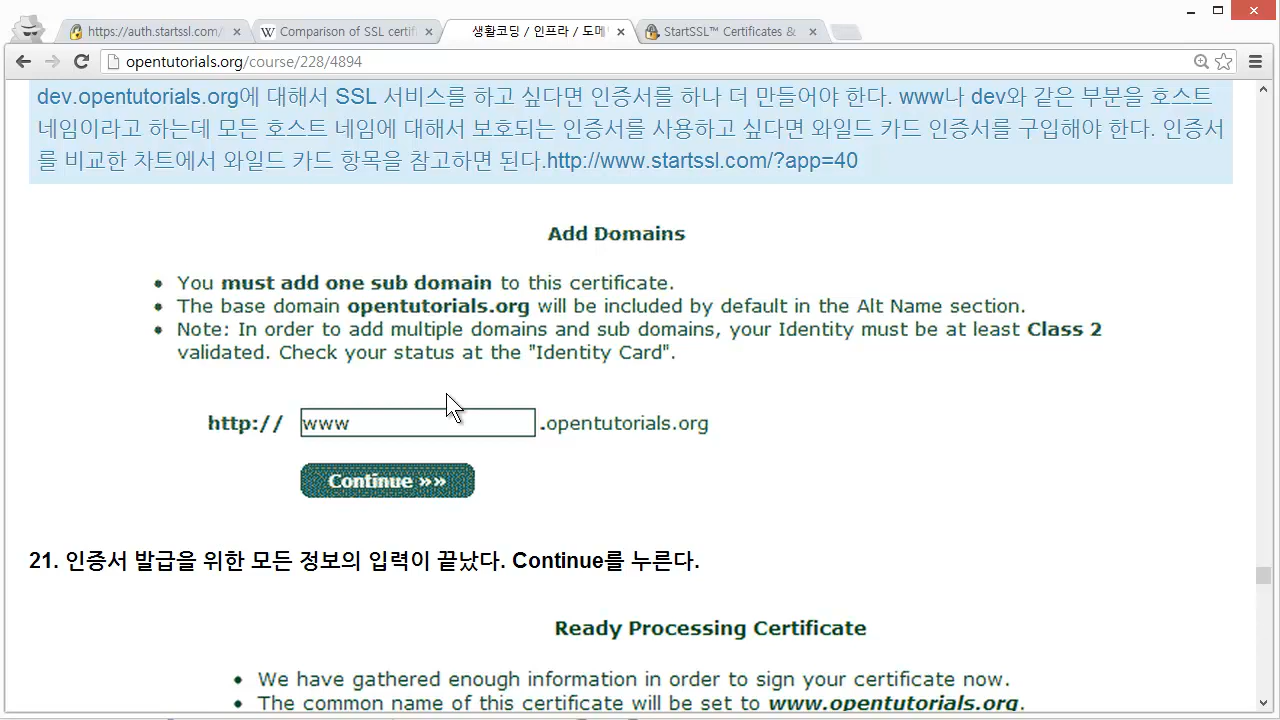 https://auth.startssl.com/
Comparison of SSL certifi
생활코딩 / 인프라 / 도메
StartSSL™ Certificates &
opentutorials.org/course/228/4894
dev.opentutorials.org에 대해서 SSL 서비스를 하고 싶다면 인증서를 하나 더 만들어야 한다. www나 dev와 같은 부분을 호스트
네임이라고 하는데 모든 호스트 네임에 대해서 보호되는 인증서를 사용하고 싶다면 와일드 카드 인증서를 구입해야 한다. 인증서
를 비교한 차트에서 와일드 카드 항목을 참고하면 된다.http://www.startssl.com/?app=40
Add Domains
• You must add one sub domain to this certificate.
• The base domain opentutorials.org will be included by default in the Alt Name section.
• Note: In order to add multiple domains and sub domains, your Identity must be at least Class 2
validated. Check your status at the "Identity Card".
http:// www .opentutorials.org
Continue »»
21. 인증서 발급을 위한 모든 정보의 입력이 끝났다. Continue를 누른다.
Ready Processing Certificate
• We have gathered enough information in order to sign your certificate now.
• The common name of this certificate will be set to www.opentutorials.org.